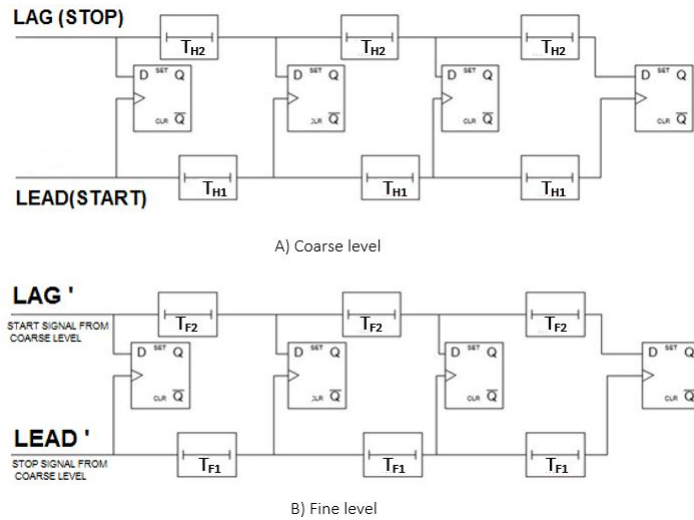 LAG (STOP)
TH2 TH2 TH2
D SET Q D SET Q D SET Q D SET Q
CLR Q CLR Q CLR Q CLR Q
TH1 TH1 TH1
LEAD(START)
A) Coarse level
LAG '
START SIGNAL FROM
COARSE LEVEL
TF2 TF2 TF2
D SET Q D SET Q D SET Q D SET Q
CLR Q CLR Q CLR Q CLR Q
LEAD '
STOP SIGNAL FROM
COARSE LEVEL
TF1 TF1 TF1
B) Fine level